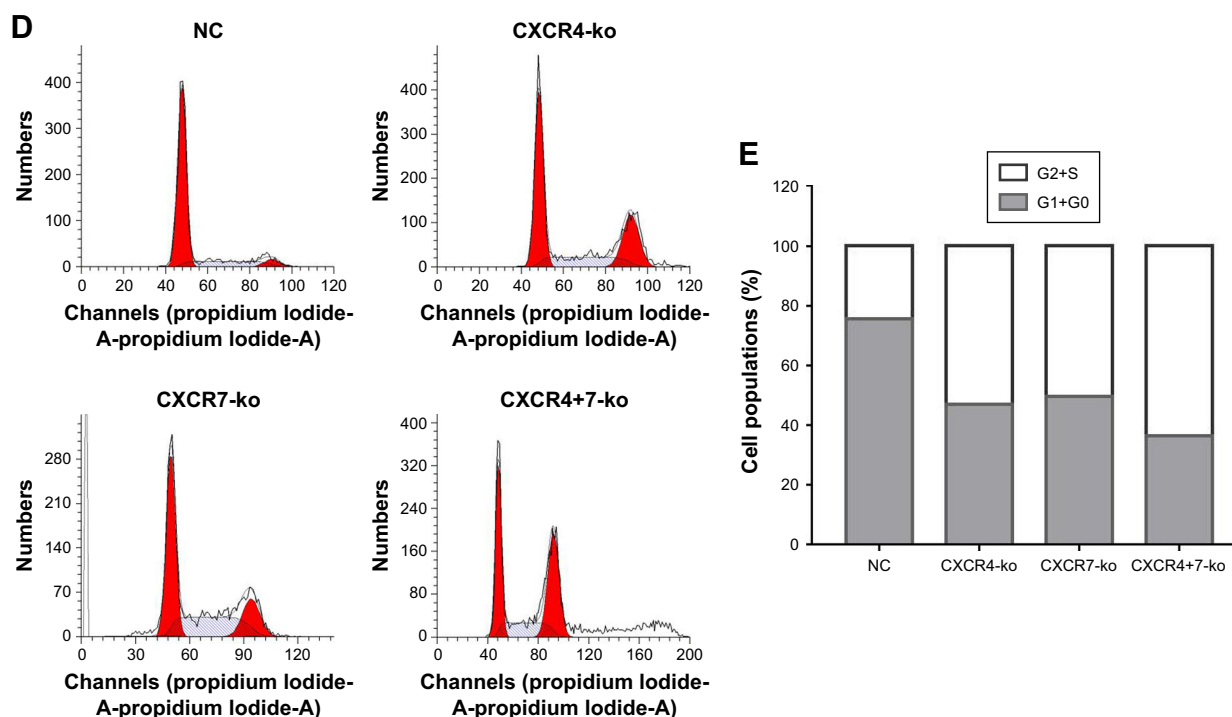 D
NC
Numbers
400
300
200
100
0
0 20 40 60 80 100 120
Channels (propidium Iodide-
A-propidium Iodide-A)
CXCR4-ko
Numbers
400
300
200
100
0
0 20 40 60 80 100 120
Channels (propidium Iodide-
A-propidium Iodide-A)
CXCR7-ko
Numbers
280
210
140
70
0
0 30 60 90 120
Channels (propidium Iodide-
A-propidium Iodide-A)
CXCR4+7-ko
Numbers
400
320
240
160
80
0
0 40 80 120 160 200
Channels (propidium Iodide-
A-propidium Iodide-A)
E
G2+S
G1+G0
Cell populations (%)
120
100
80
60
40
20
0
NC CXCR4-ko CXCR7-ko CXCR4+7-ko